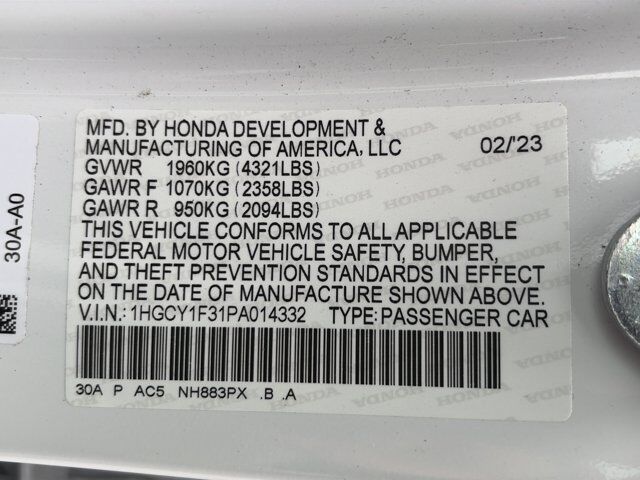 MFD. BY HONDA DEVELOPMENT &
MANUFACTURING OF AMERICA, LLC 02/'23
GVWR 1960KG (4321LBS)
GAWR F 1070KG (2358LBS)
GAWR R 950KG (2094LBS)
THIS VEHICLE CONFORMS TO ALL APPLICABLE
FEDERAL MOTOR VEHICLE SAFETY, BUMPER,
AND THEFT PREVENTION STANDARDS IN EFFECT
ON THE DATE OF MANUFACTURE SHOWN ABOVE.
V.I.N.: 1HGCY1F31PA014332 TYPE: PASSENGER CAR
30A P AC5 NH883PX .B .A
30A-A0